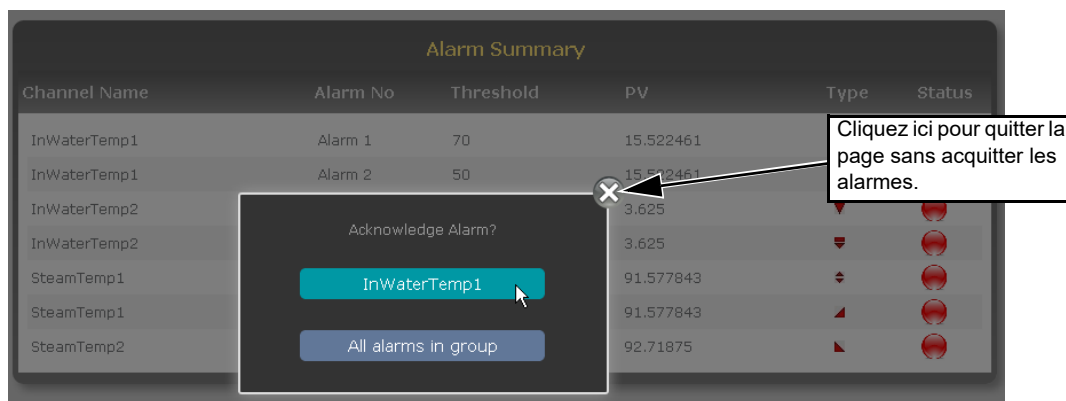 Alarm Summary
Channel Name Alarm No Threshold PV Type Status
InWaterTemp1 Alarm 1 70 15.522461
InWaterTemp1 Alarm 2 50 15.522461
InWaterTemp2 3.625
InWaterTemp2 3.625
SteamTemp1 91.577843
SteamTemp1 91.577843
SteamTemp2 92.71875
Cliquez ici pour quitter la
page sans acquitter les
alarmes.
Acknowledge Alarm?
InWaterTemp1
All alarms in group